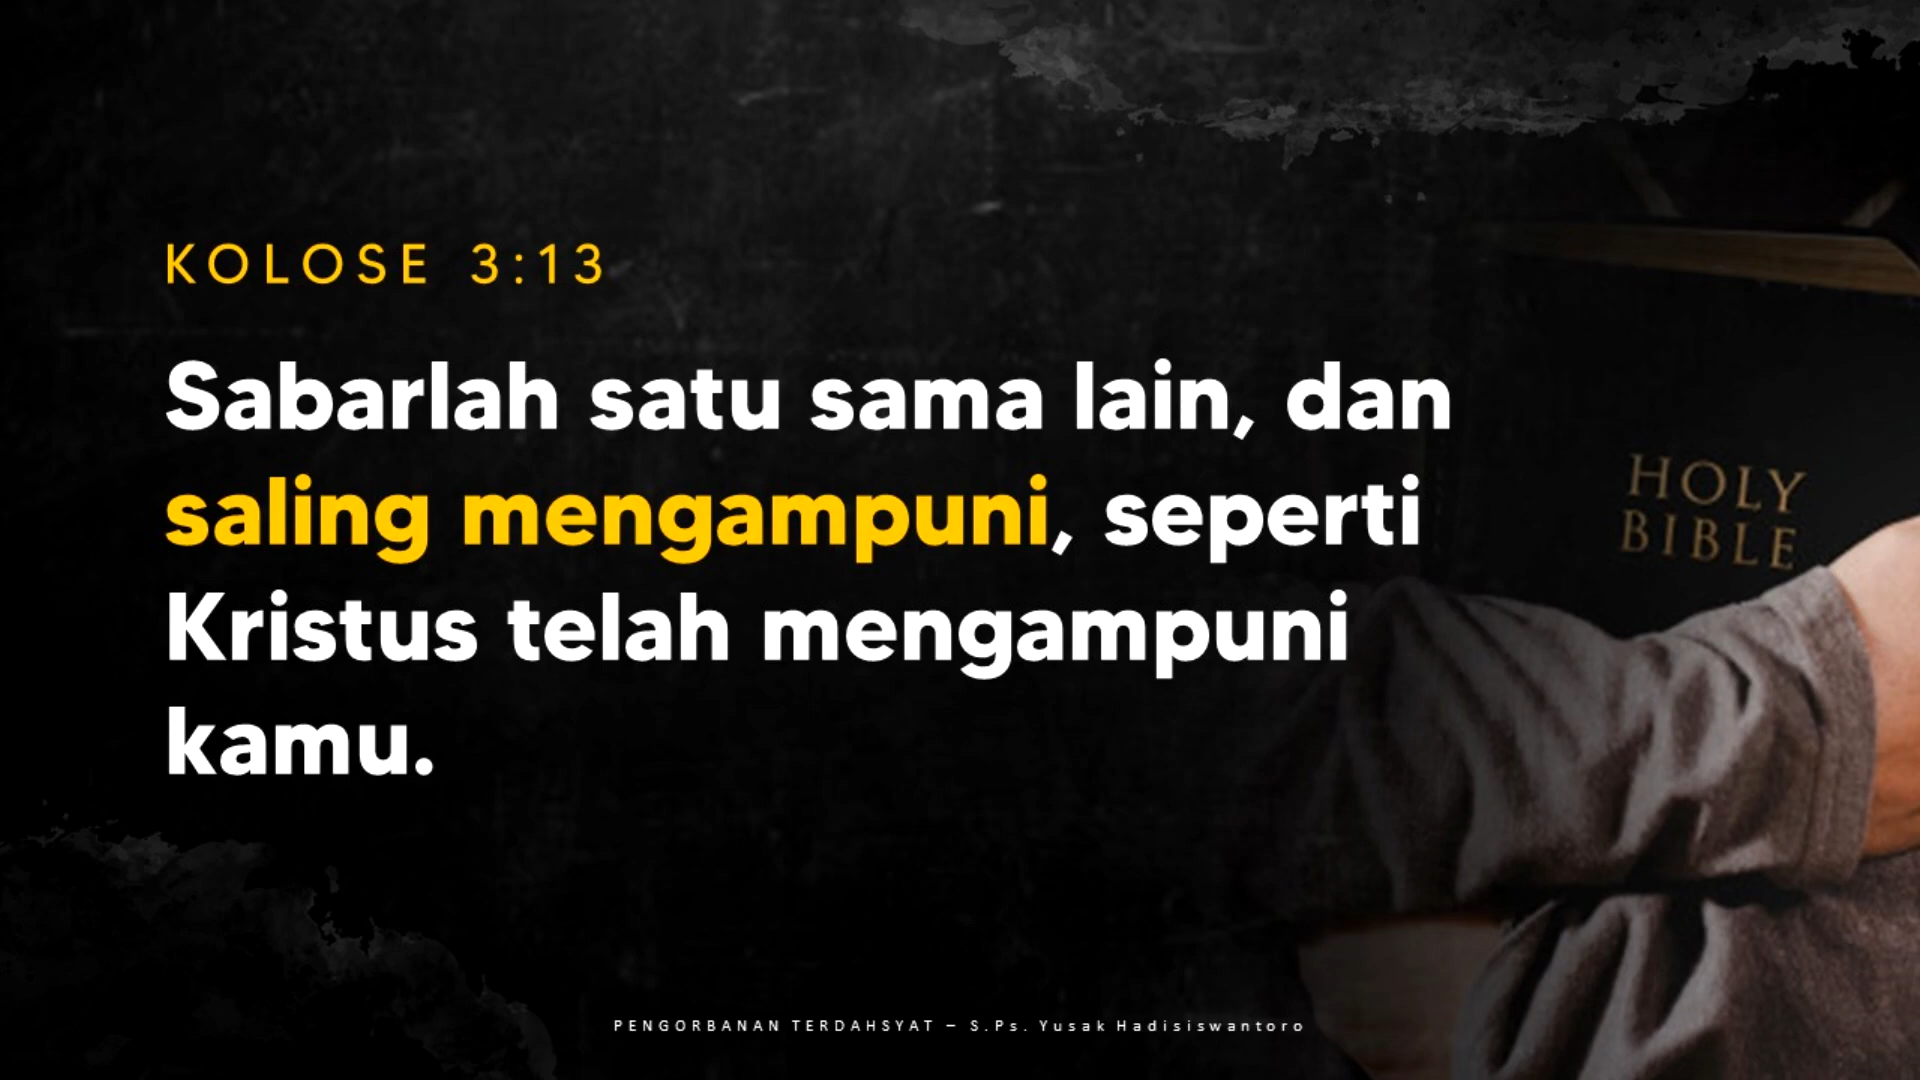 KOLOSE 3:13
Sabarlah satu sama lain, dan
saling mengampuni, seperti
Kristus telah mengampuni
kamu.
HOLY
BIBLE
PENGORBANAN TERDAHSYAT – S.Ps. Yusak Hadisiswantoro